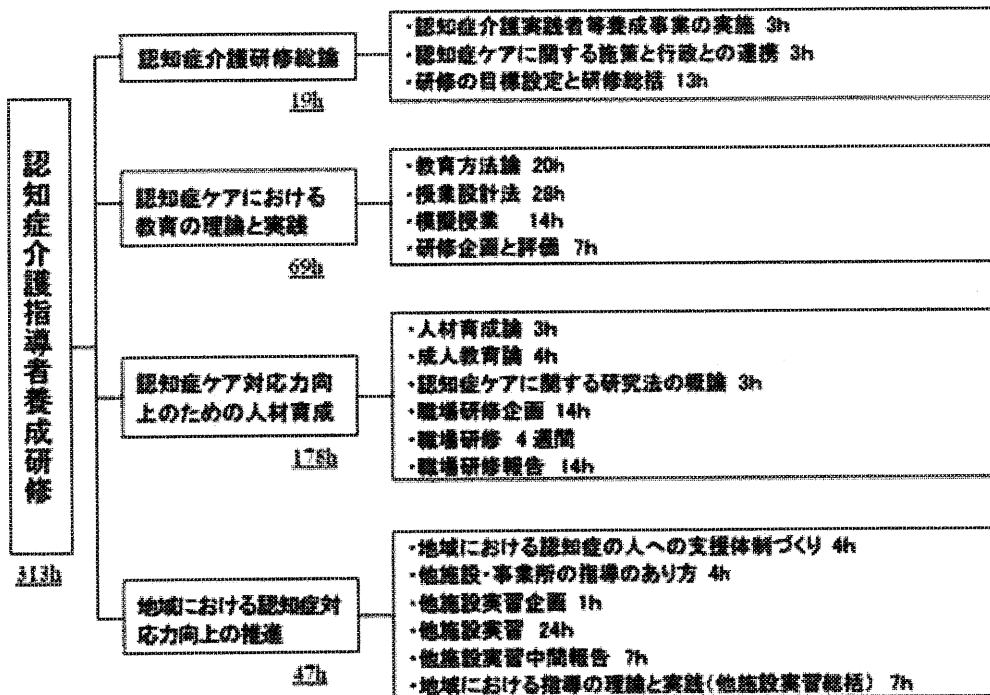 認知症介護指導者養成研修
313h
認知症介護研修総論
19h
・認知症介護実践者等養成事業の実施 3h
・認知症ケアに関する施策と行政との連携 3h
・研修の目標設定と研修総括 13h
認知症ケアにおける
教育の理論と実践
69h
・教育方法論 20h
・授業設計法 28h
・模擬授業 14h
・研修企画と評価 7h
認知症ケア対応力向
上のための人材育成
178h
・人材育成論 3h
・成人教育論 4h
・認知症ケアに関する研究法の概論 3h
・職場研修企画 14h
・職場研修 4週間
・職場研修報告 14h
地域における認知症対
応力向上の推進
47h
・地域における認知症の人への支援体制づくり 4h
・他施設・事業所の指導のあり方 4h
・他施設実習企画 1h
・他施設実習 24h
・他施設実習中間報告 7h
・地域における指導の理論と実践(他施設実習総括) 7h